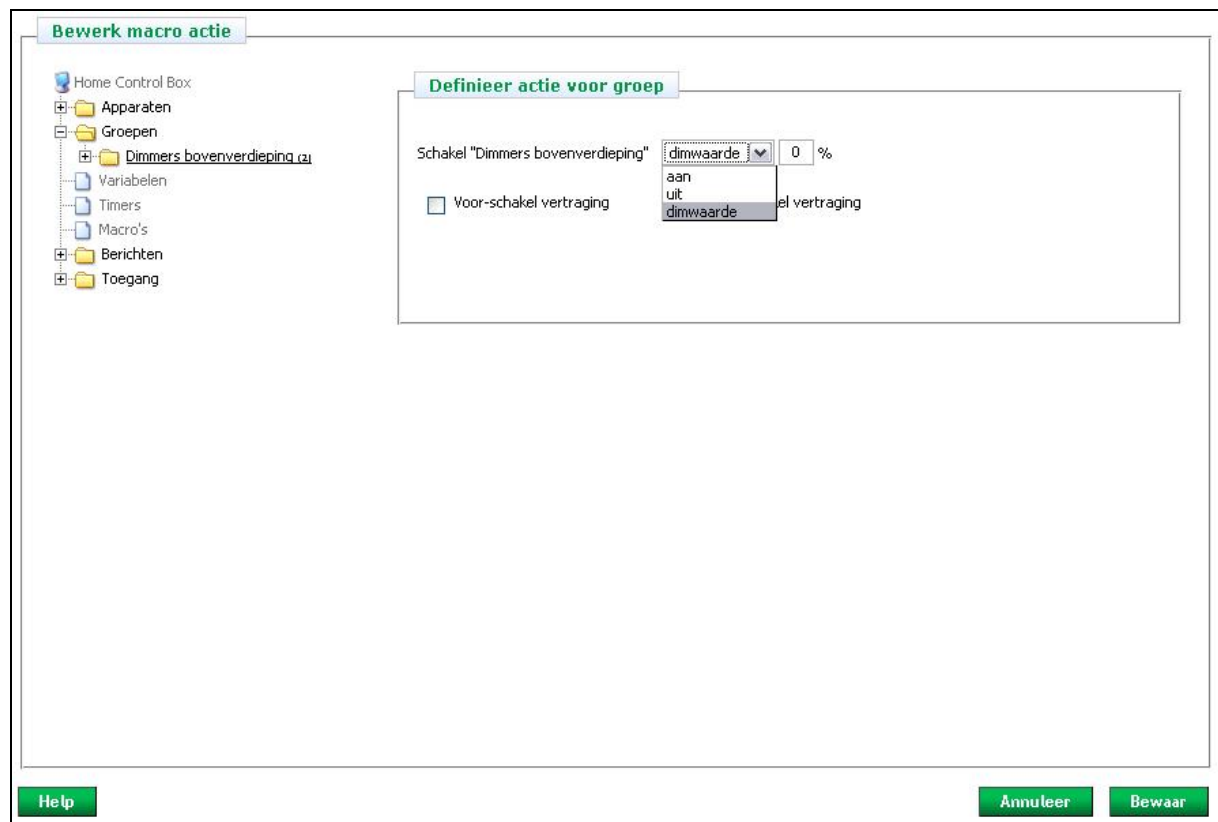 Bewerk macro actie
Home Control Box
Apparaten
Groepen
Dimmers bovenverdieping (2)
Variabelen
Timers
Macro's
Berichten
Toegang
Definieer actie voor groep
Schakel "Dimmers bovenverdieping" dimwaarde 0 %
aan
uit
dimwaarde
Voor-schakel vertraging el vertraging
Help
Annuleer
Bewaar